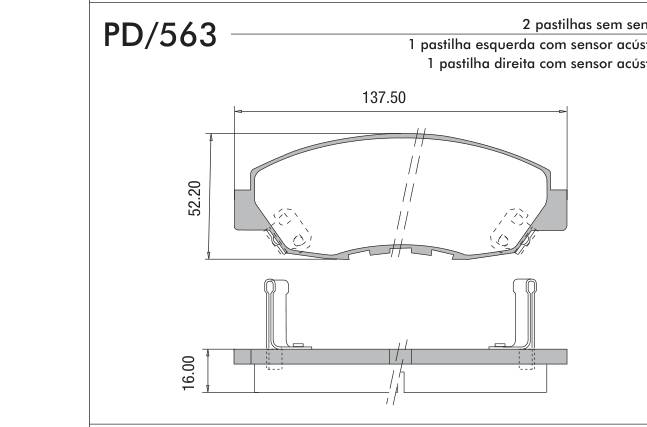 PD/563
2 pastilhas sem
1 pastilha esquerda com sensor
1 pastilha direita com sensor
137.50
52.20
16.00